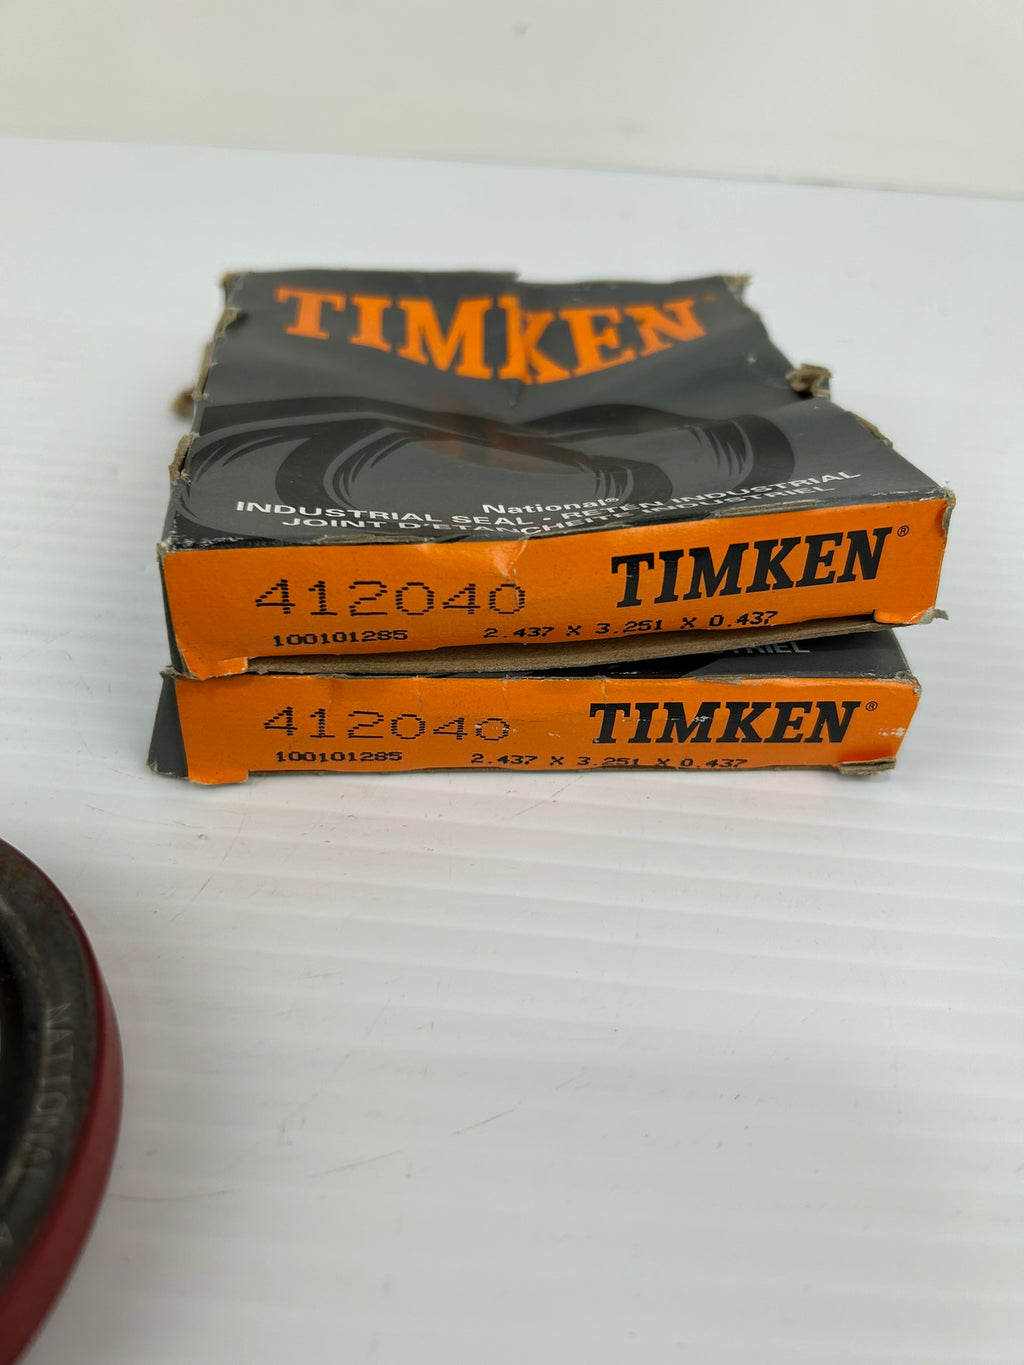 TIMKEN
National®
INDUSTRIAL SEAL • RETEN INDUSTRIAL
JOINT D'ÉTANCHÉITÉ INDUSTRIEL
412040
TIMKEN®
100101285
2.437 X 3.251 X 0.437
412040
TIMKEN®
100101285
2.437 X 3.251 X 0.437
NATIONAL